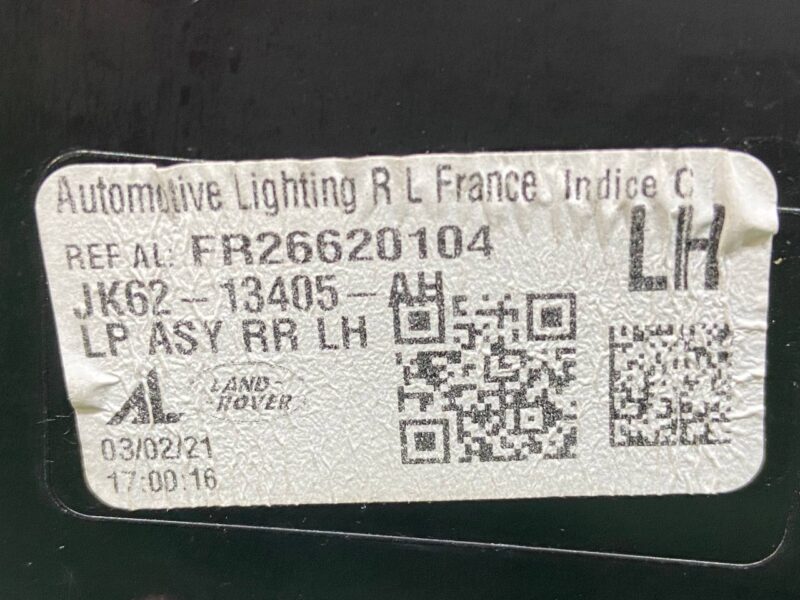 Automotive Lighting R L France Indice C
LH
REF AL: FR26620104
JK62-13405-AH
LP ASY RR LH
AL
LAND-
ROVER
03/02/21
17:00:16